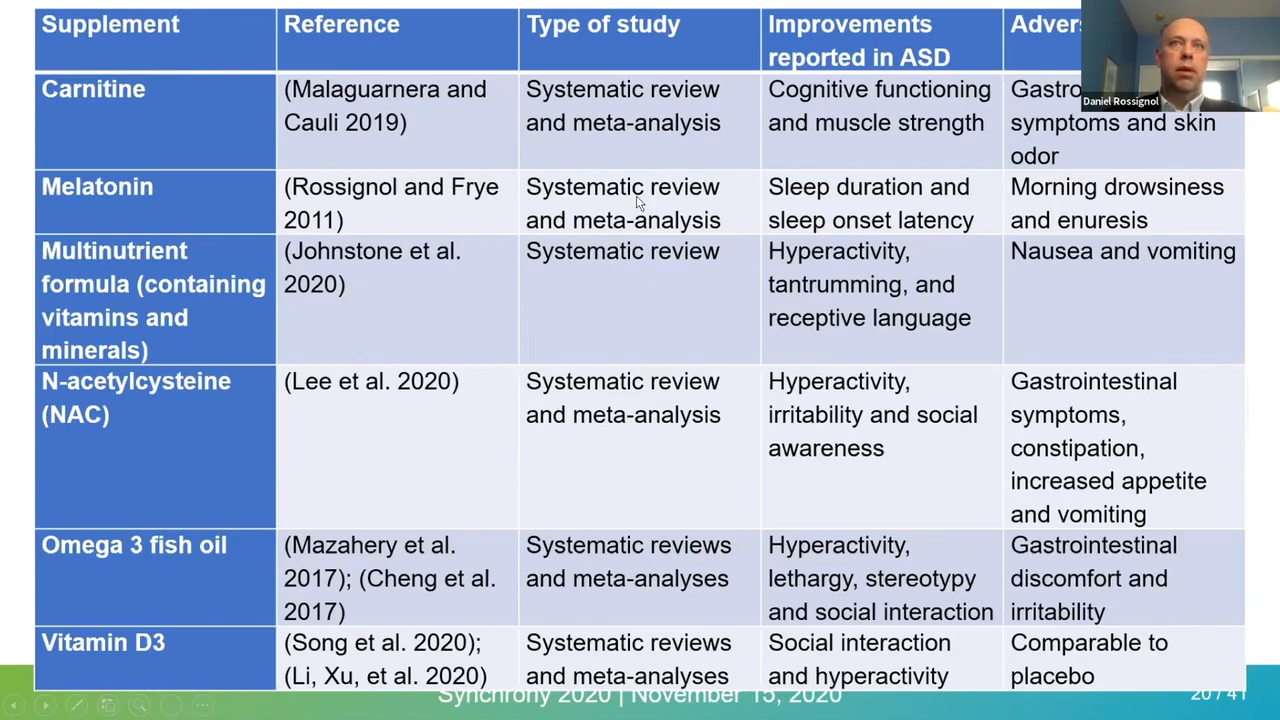 Supplement
Reference
Type of study
Improvements
reported in ASD
Daniel Rossignol
Carnitine
(Malaguarnera and
Cauli 2019)
Systematic review
and meta-analysis
Cognitive functioning
and muscle strength
symptoms and skin
odor
Melatonin
(Rossignol and Frye
2011)
Systematic review
and meta-analysis
Sleep duration and
sleep onset latency
Morning drowsiness
and enuresis
Multinutrient
formula (containing
vitamins and
minerals)
(Johnstone et al.
2020)
Systematic review
Hyperactivity,
tantrumming, and
receptive language
Nausea and vomiting
N-acetylcysteine
(NAC)
(Lee et al. 2020)
Systematic review
and meta-analysis
Hyperactivity,
irritability and social
awareness
Gastrointestinal
symptoms,
constipation,
increased appetite
and vomiting
Omega 3 fish oil
(Mazahery et al.
2017); (Cheng et al.
2017)
Systematic reviews
and meta-analyses
Hyperactivity,
lethargy, stereotypy
and social interaction
Gastrointestinal
discomfort and
irritability
Vitamin D3
(Song et al. 2020);
(Li, Xu, et al. 2020)
Systematic reviews
and meta-analyses
Social interaction
and hyperactivity
Comparable to
placebo
Synchrony 2020 | November 15, 2020
20 / 41